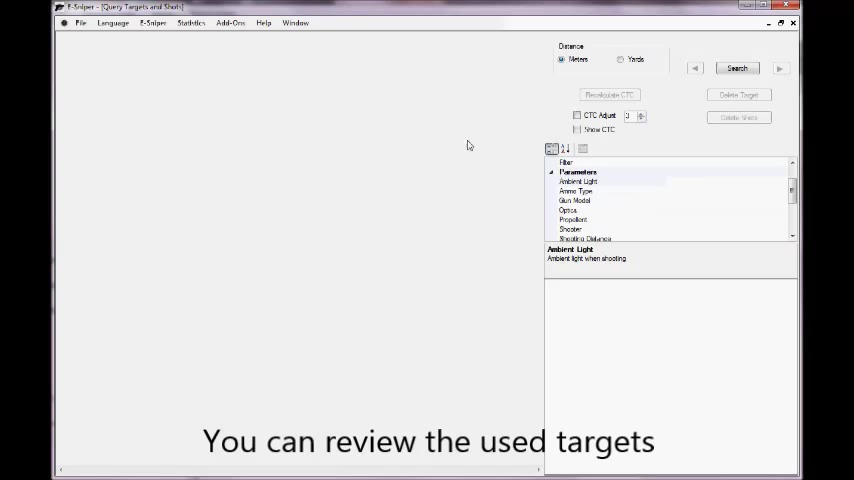 E-Sniper - [Query Targets and Shots]
File Language E-Sniper Statistics Add-Ons Help Window
Distance
Meters Yards
Search
Recalculate CTC Delete Target
CTC Adjust 3 Delete Shots
Show CTC
Filter
Parameters
Ambient Light
Ammo Type
Gun Model
Optics
Propellent
Shooter
Shooting Distance
Ambient Light
Ambient light when shooting
You can review the used targets